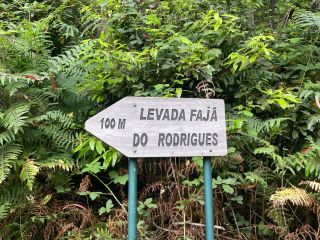 100 M
LEVADA FAJÃ
DO RODRIGUES